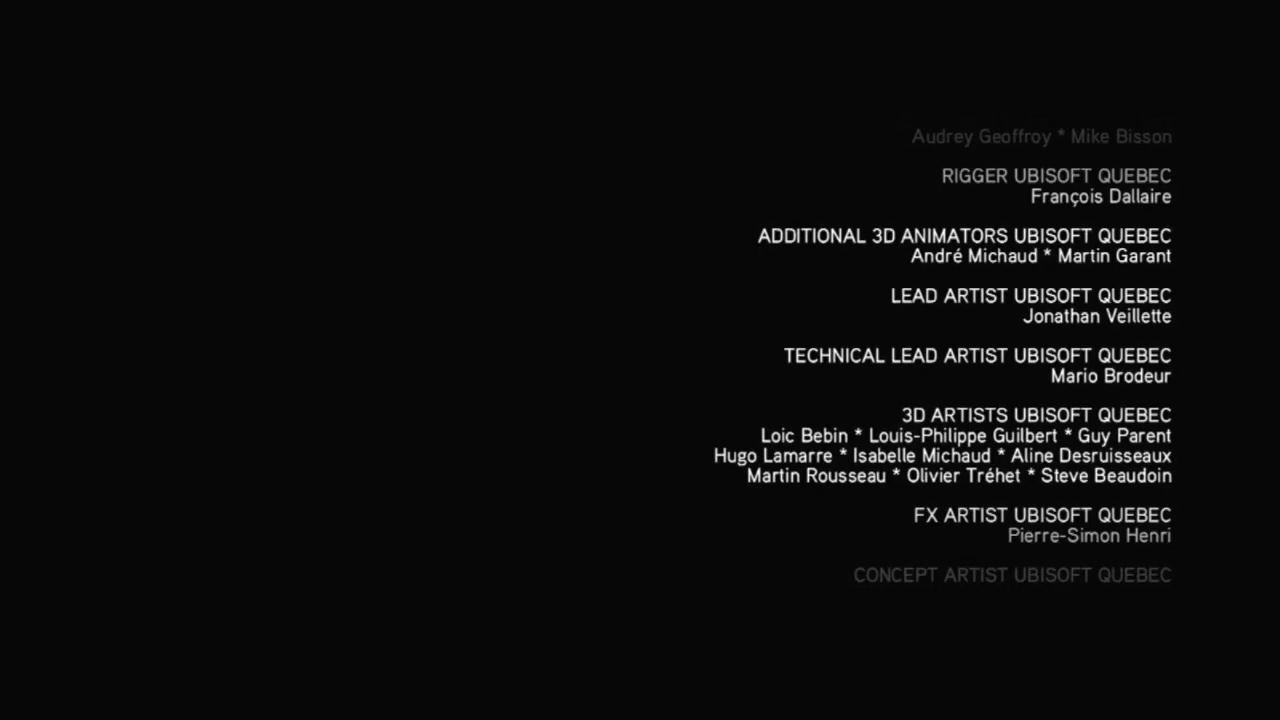 Audrey Geoffroy * Mike Bisson
RIGGER UBISOFT QUEBEC
François Dallaire
ADDITIONAL 3D ANIMATORS UBISOFT QUEBEC
André Michaud * Martin Garant
LEAD ARTIST UBISOFT QUEBEC
Jonathan Veillette
TECHNICAL LEAD ARTIST UBISOFT QUEBEC
Mario Brodeur
3D ARTISTS UBISOFT QUEBEC
Loic Bebin * Louis-Philippe Guilbert * Guy Parent
Hugo Lamarre * Isabelle Michaud * Aline Desruisseaux
Martin Rousseau * Olivier Tréhet * Steve Beaudoin
FX ARTIST UBISOFT QUEBEC
Pierre-Simon Henri
CONCEPT ARTIST UBISOFT QUEBEC